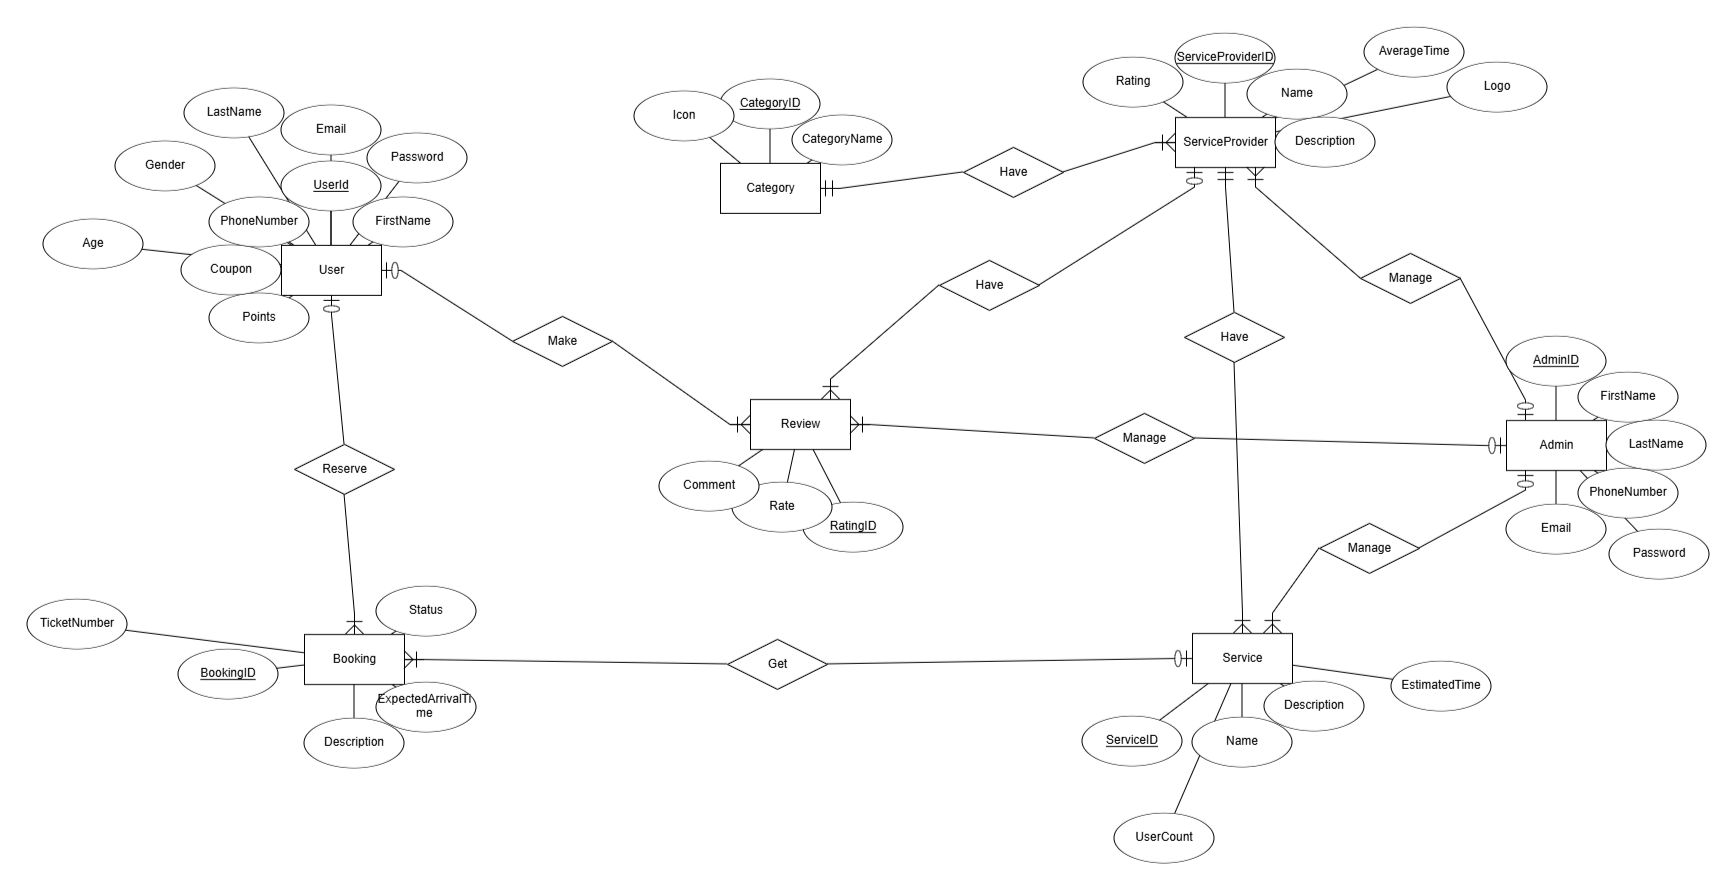 AverageTime
ServiceProviderID
Rating
Name
Logo
LastName
Email
Icon
CategoryID
CategoryName
Description
ServiceProvider
Gender
Password
UserId
Category
Have
PhoneNumber
FirstName
Age
Coupon
User
Points
Have
Manage
Make
Have
AdminID
FirstName
Review
Manage
Admin
LastName
Reserve
Comment
Rate
RatingID
PhoneNumber
Email
Password
Manage
TicketNumber
Status
Booking
Get
Service
BookingID
ExpectedArrivalTi
me
Description
EstimatedTime
Description
ServiceID
Name
UserCount